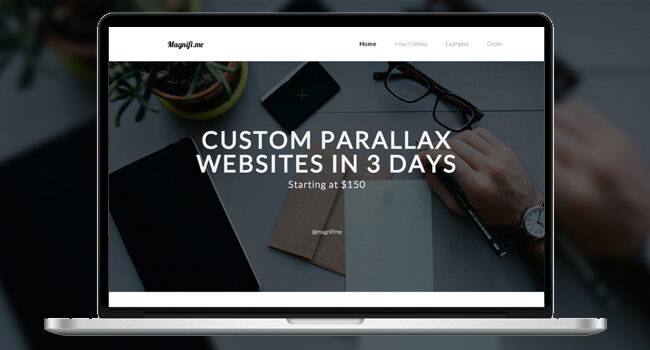 Magnifi.me
Home How it Works Examples Order
CUSTOM PARALLAX
WEBSITES IN 3 DAYS
Starting at $150
@magnifime